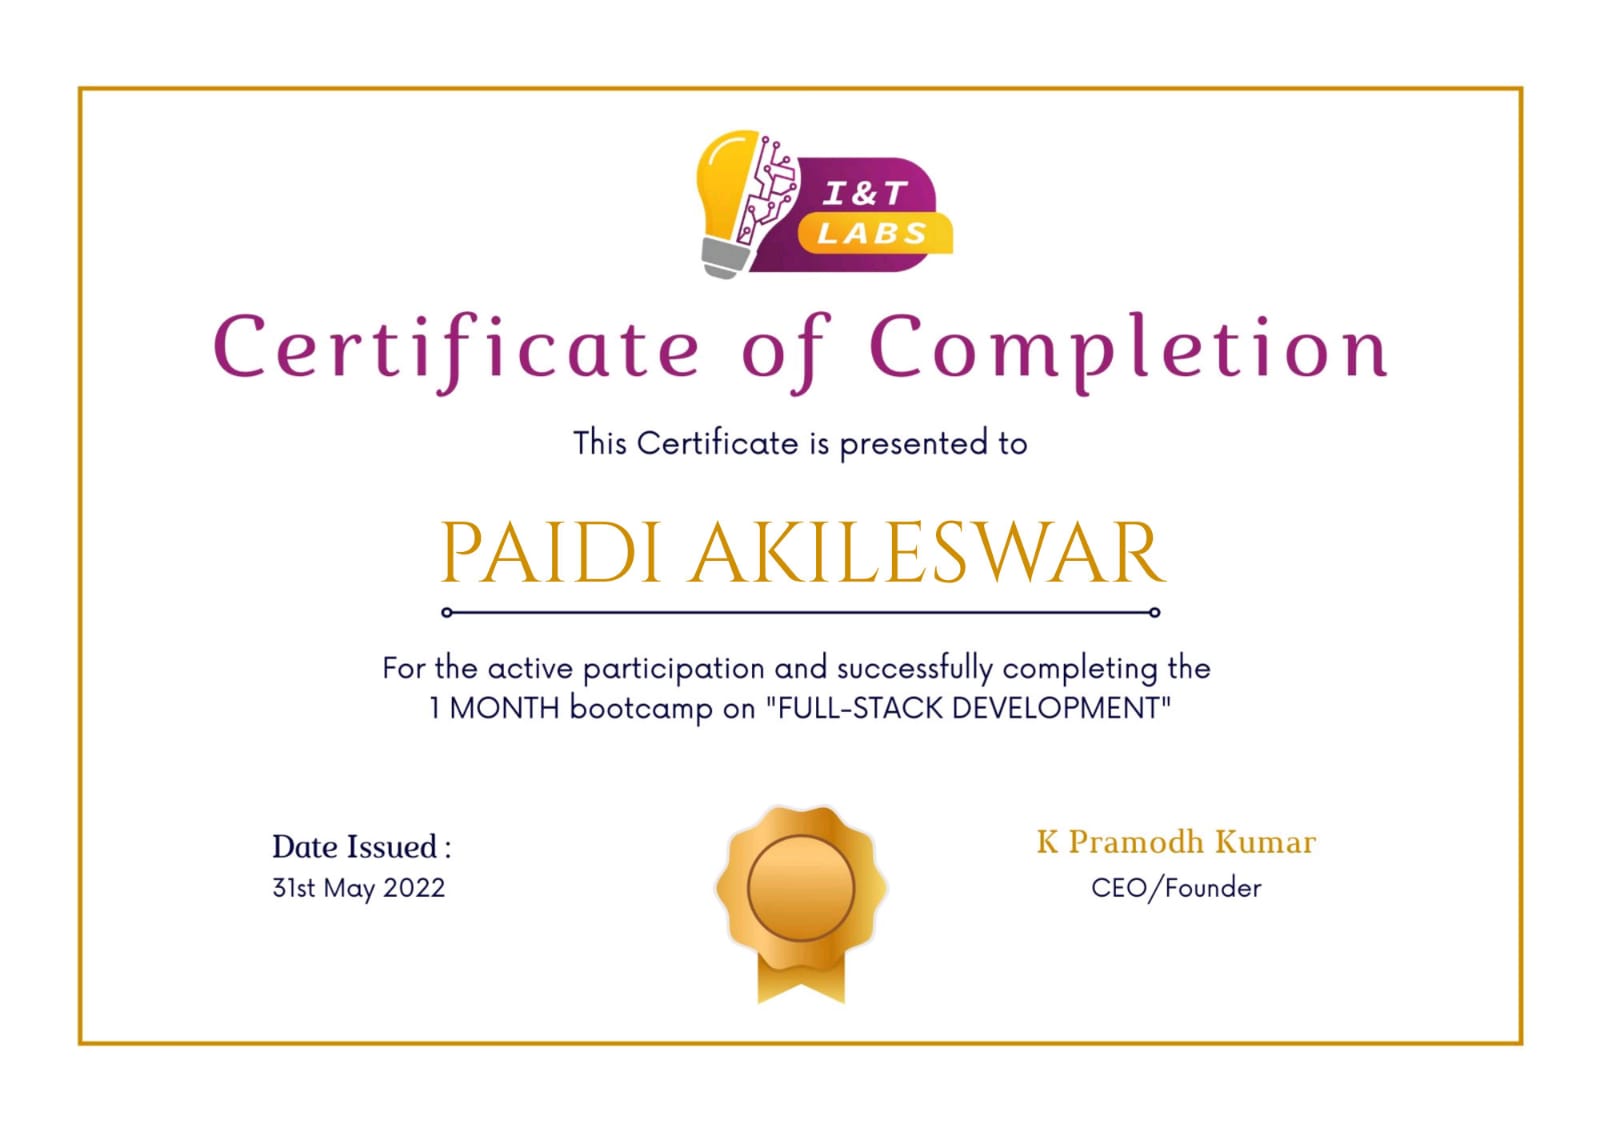 I&T
LABS
Certificate of Completion
This Certificate is presented to
PAIDI AKILESWAR
For the active participation and successfully completing the
1 MONTH bootcamp on "FULL-STACK DEVELOPMENT"
Date Issued :
31st May 2022
K Pramodh Kumar
CEO/Founder